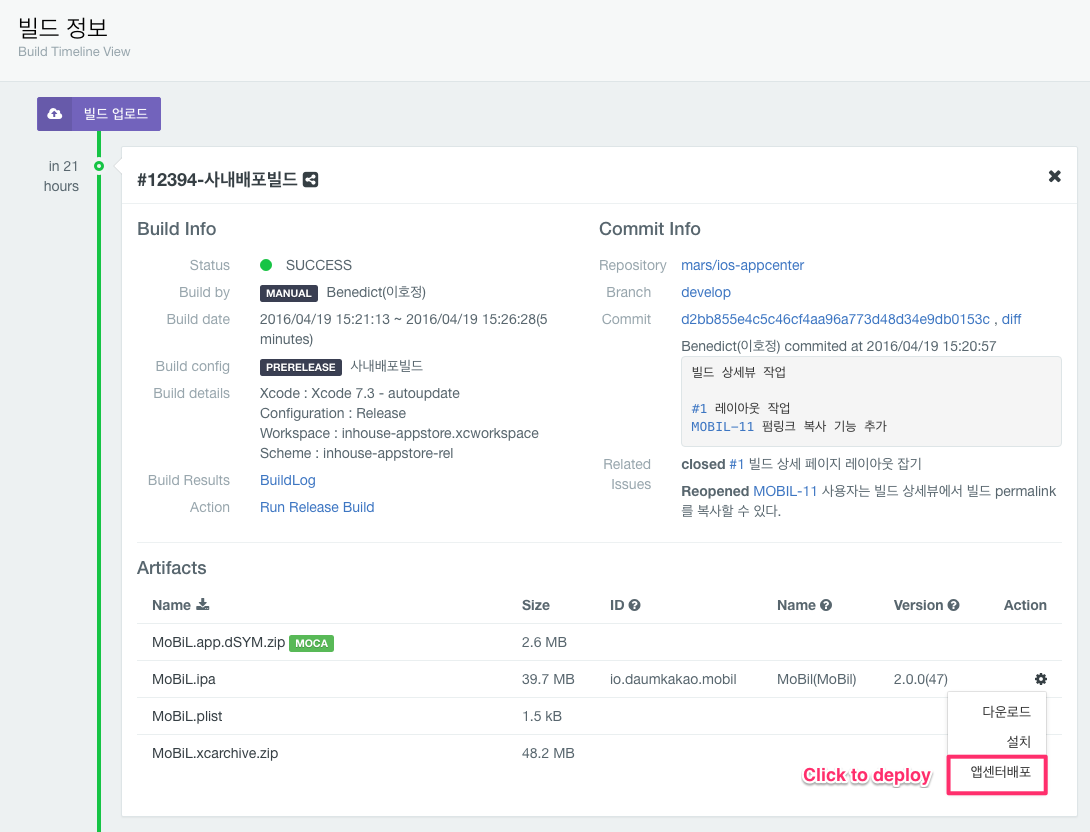 빌드 정보
Build Timeline View
빌드 업로드
in 21
hours
#12394-사내배포빌드
Build Info
Status SUCCESS
Build by MANUAL Benedict(이호정)
Build date 2016/04/19 15:21:13 ~ 2016/04/19 15:26:28(5
minutes)
Build config PRERELEASE 사내배포빌드
Build details Xcode : Xcode 7.3 - autoupdate
Configuration : Release
Workspace : inhouse-appstore.xcworkspace
Scheme : inhouse-appstore-rel
Build Results BuildLog
Action Run Release Build
Commit Info
Repository mars/ios-appcenter
Branch develop
Commit d2bb855e4c5c46cf4aa96a773d48d34e9db0153c , diff
Benedict(이호정) commited at 2016/04/19 15:20:57
빌드 상세뷰 작업
#1 레이아웃 작업
MOBIL-11 펌링크 복사 기능 추가
Related closed #1 빌드 상세 페이지 레이아웃 잡기
Issues
Reopened MOBIL-11 사용자는 빌드 상세뷰에서 빌드 permalink
를 복사할 수 있다.
Artifacts
Name Size ID Name Version Action
MoBiL.app.dSYM.zip MOCA 2.6 MB
MoBiL.ipa 39.7 MB io.daumkakao.mobil MoBil(MoBil) 2.0.0(47)
MoBiL.plist 1.5 kB
MoBiL.xcarchive.zip 48.2 MB
다운로드
설치
앱센터배포
Click to deploy